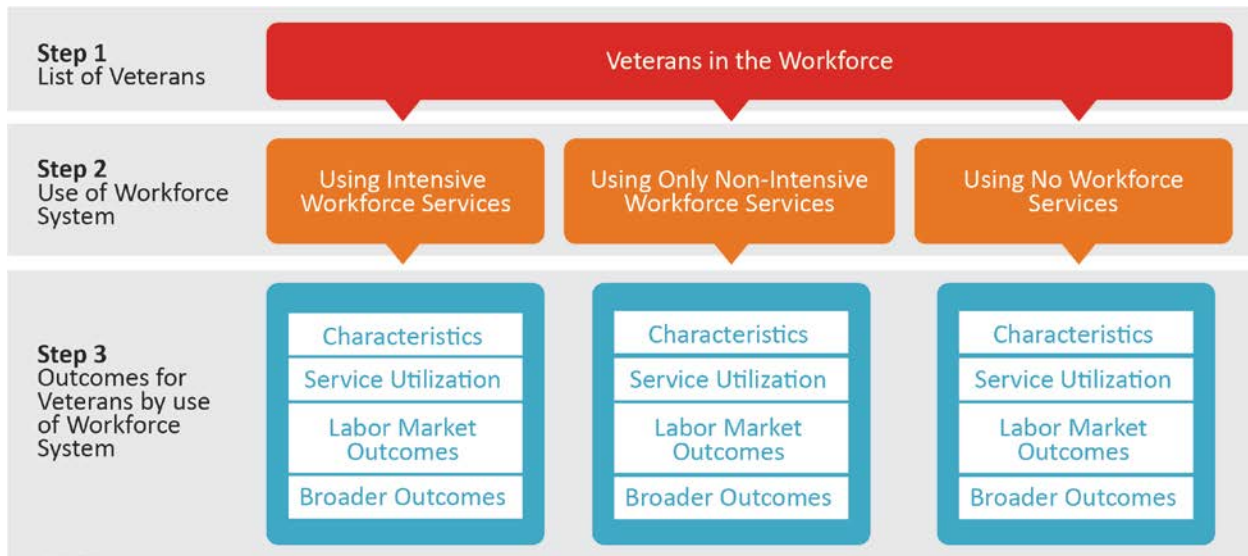 Step 1
List of Veterans
Veterans in the Workforce
Step 2
Use of Workforce
System
Using Intensive
Workforce Services
Using Only Non-Intensive
Workforce Services
Using No Workforce
Services
Step 3
Outcomes for
Veterans by use
of Workforce
System
Characteristics
Service Utilization
Labor Market
Outcomes
Broader Outcomes
Characteristics
Service Utilization
Labor Market
Outcomes
Broader Outcomes
Characteristics
Service Utilization
Labor Market
Outcomes
Broader Outcomes